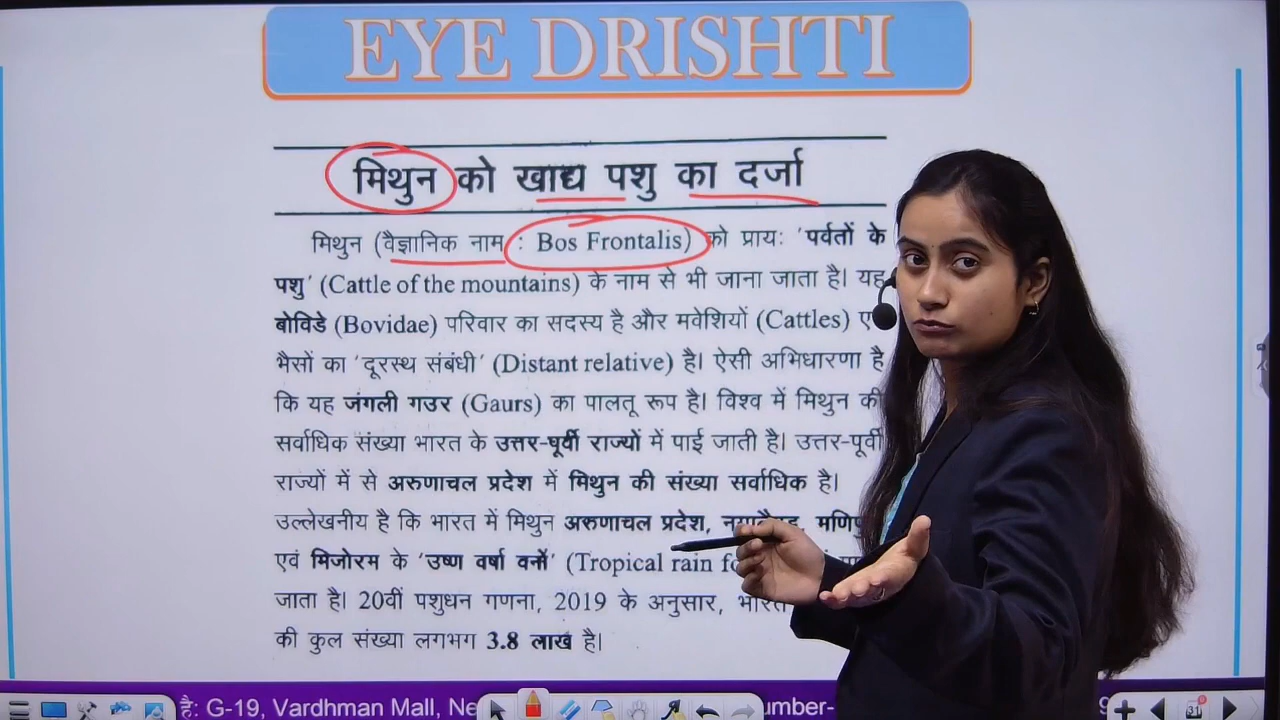 EYE DRISHTI
मिथुन को खाद्य पशु का दर्जा
मिथुन (वैज्ञानिक नाम : Bos Frontalis) को प्रायः 'पर्वतों के
पशु' (Cattle of the mountains) के नाम से भी जाना जाता है। यह
बोविडे (Bovidae) परिवार का सदस्य है और मवेशियों (Cattles)
भैसों का 'दूरस्थ संबंधी' (Distant relative) है। ऐसी अभिधारणा है
कि यह जंगली गउर (Gaurs) का पालतू रूप है। विश्व में मिथुन की
सर्वाधिक संख्या भारत के उत्तर-पूर्वी राज्यों में पाई जाती है। उत्तर-पूर्वी
राज्यों में से अरुणाचल प्रदेश में मिथुन की संख्या सर्वाधिक है।
उल्लेखनीय है कि भारत में मिथुन अरुणाचल प्रदेश,
एवं मिजोरम के 'उष्ण वर्षा वनों' (Tropical rain
जाता है। 20वीं पशुधन गणना, 2019 के अनुसार, भारत
की कुल संख्या लगभग 3.8 लाख है।
है: G-19, Vardhman Mall,
31